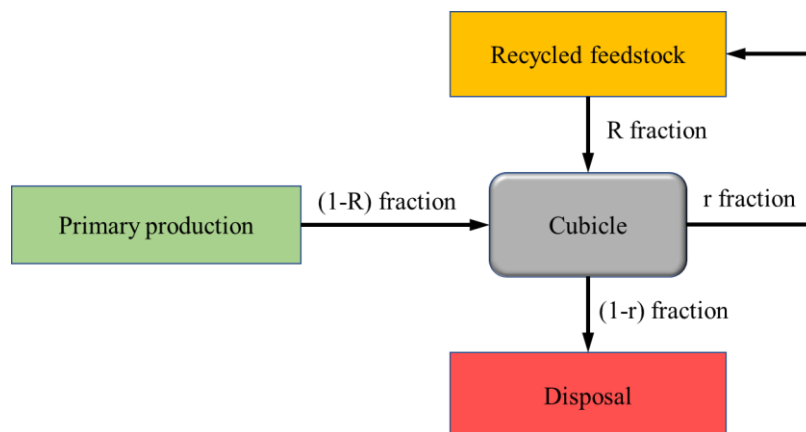 Recycled feedstock
R fraction
(1-R) fraction
Primary production
Cubicle
r fraction
(1-r) fraction
Disposal